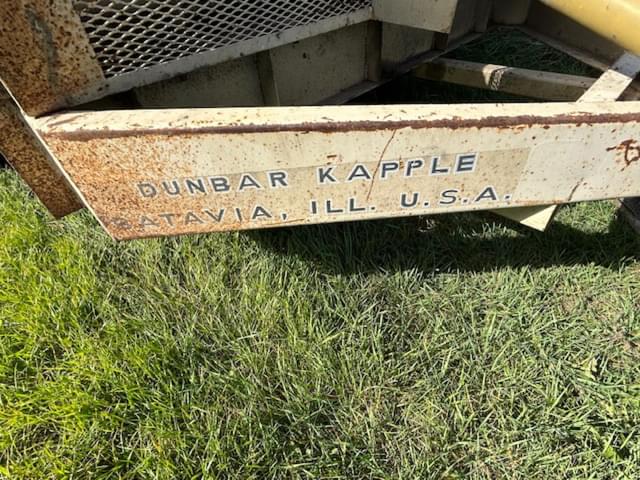 DUNBAR KAPPLE
BATAVIA, ILL. U.S.A.